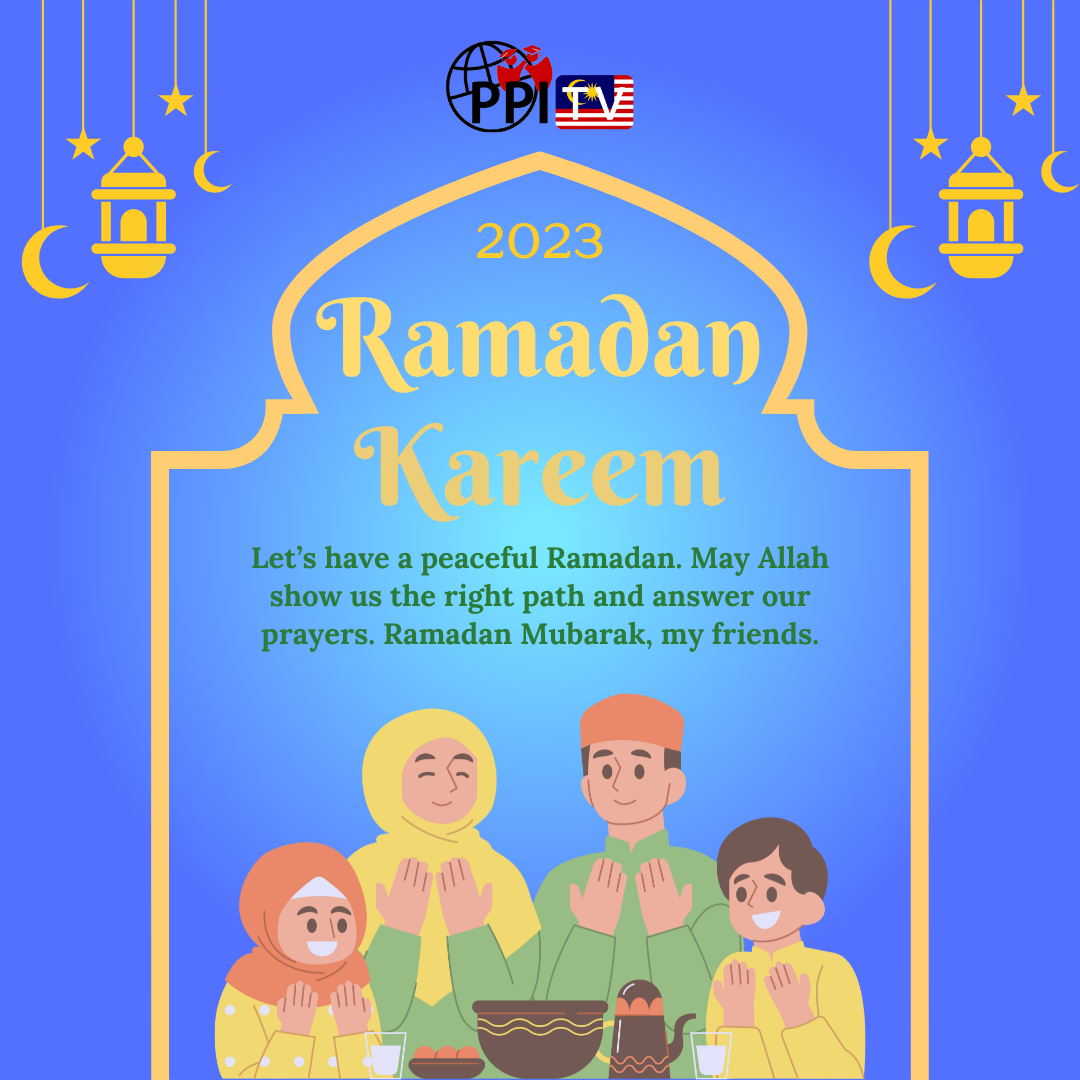 PPI TV
2023
Ramadan
Kareem
Let’s have a peaceful Ramadan. May Allah
show us the right path and answer our
prayers. Ramadan Mubarak, my friends.